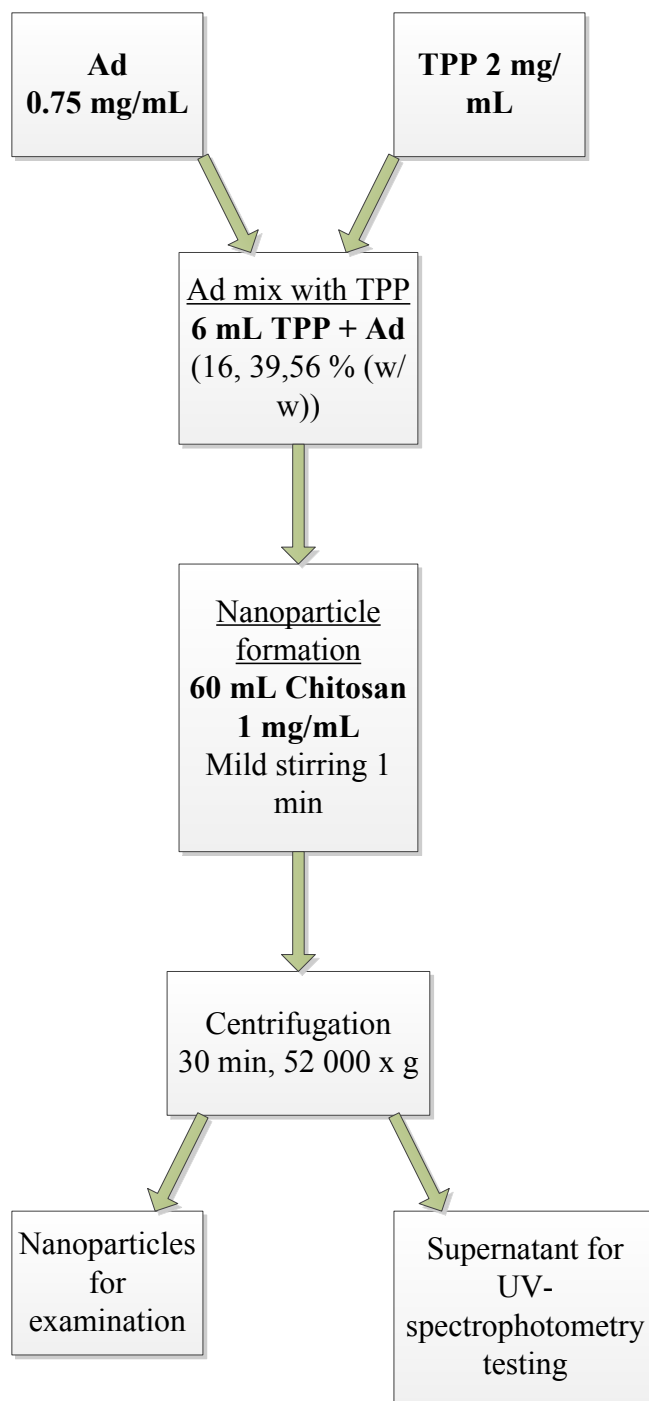 Ad
0.75 mg/mL
TPP 2 mg/
mL
Ad mix with TPP
6 mL TPP + Ad
(16, 39,56 % (w/
w))
Nanoparticle
formation
60 mL Chitosan
1 mg/mL
Mild stirring 1
min
Centrifugation
30 min, 52 000 x g
Nanoparticles
for
examination
Supernatant for
UV-
spectrophotometry
testing